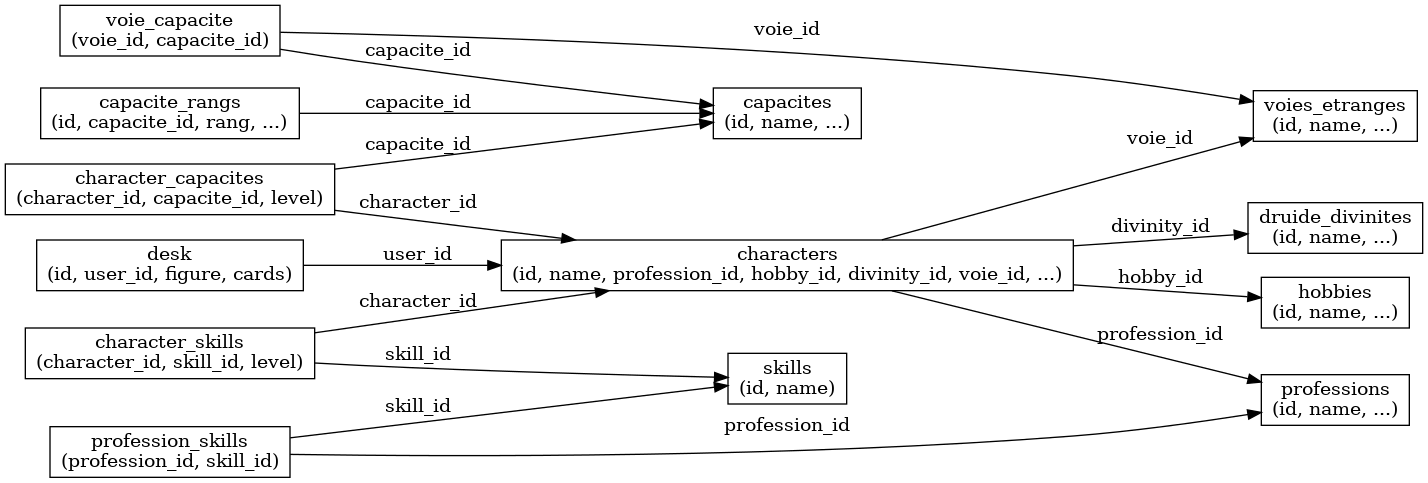 voie_capacite
(voie_id, capacite_id)
voie_id
capacite_id
capacite_rangs
(id, capacite_id, rang, ...)
capacite_id
capacites
(id, name, ...)
voies_etranges
(id, name, ...)
capacite_id
voie_id
character_capacites
(character_id, capacite_id, level)
character_id
druide_divinites
(id, name, ...)
divinity_id
desk
(id, user_id, figure, cards)
user_id
characters
(id, name, profession_id, hobby_id, divinity_id, voie_id, ...)
hobby_id
hobbies
(id, name, ...)
character_id
character_skills
(character_id, skill_id, level)
skill_id
profession_id
skills
(id, name)
professions
(id, name, ...)
skill_id
profession_id
profession_skills
(profession_id, skill_id)